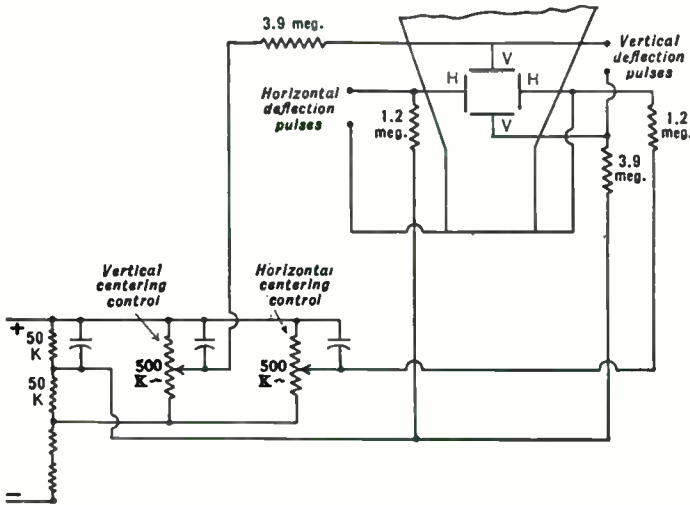 3.9 meg.
Vertical
deflection
pulses
V
H
H
Horizontal
deflection
pulses
1.2
meg.
1.2
meg.
V
3.9
meg.
Vertical
centering
control
Horizontal
centering
control
+
50
K
500
K~
500
K~
50
K
−